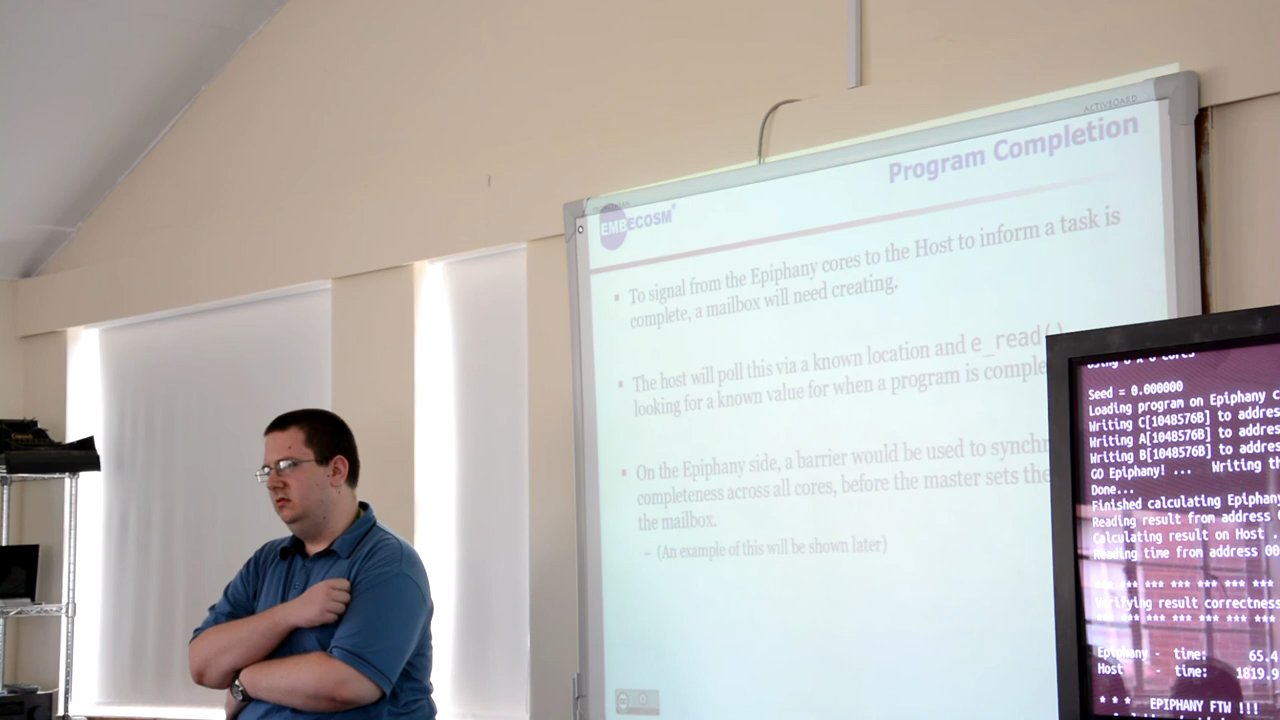 ACTIVBOARD
Program Completion
EMBECOSM®
To signal from the Epiphany cores to the Host to inform a task is
complete, a mailbox will need creating.
The host will poll this via a known location and e_read()
looking for a known value for when a program is comple
On the Epiphany side, a barrier would be used to synchr
completeness across all cores, before the master sets the
the mailbox.
– (An example of this will be shown later)
Seed = 0.000000
Loading program on Epiphany c
Writing C[1048576B] to addres
Writing A[1048576B] to addres
Writing B[1048576B] to addres
GO Epiphany! ... Writing th
Done...
Finished calculating Epiphany
Reading result from address
Calculating result on Host .
Reading time from address 00
*** *** *** *** *** *** ***
Verifying result correctness
*** *** *** *** *** *** ***
Epiphany - time: 65.4
Host - time: 1819.9
* * * EPIPHANY FTW !!!